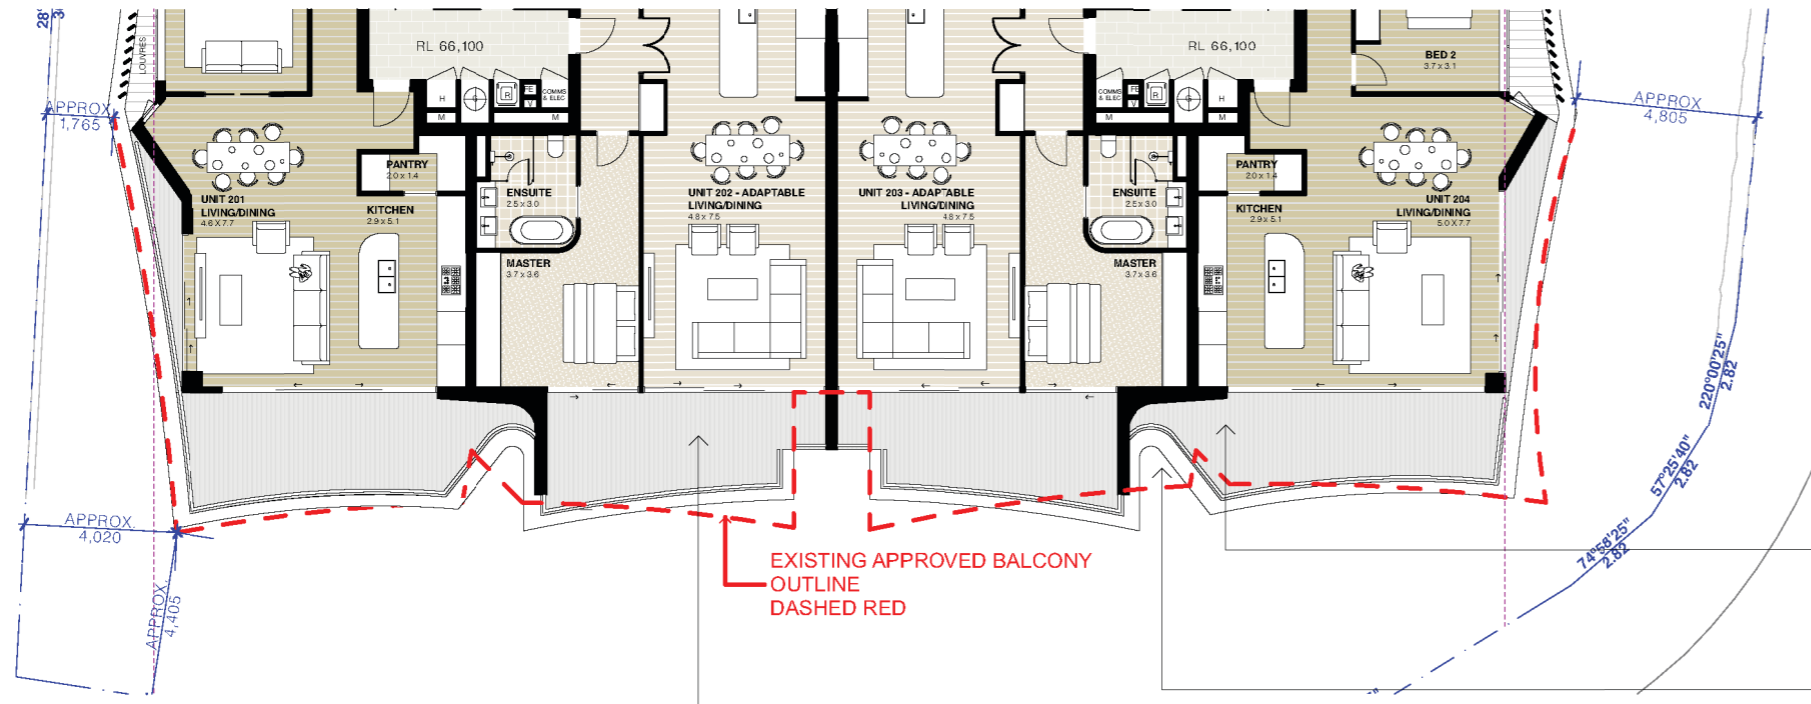 28°
3
LOUVRES
RL 66,100
RL 66,100
BED 2
3.7 x 3.1
H
M
G
R
FE
V
COMMS
& ELEC
M
COMMS
& ELEC
M
FE
V
R
G
H
M
APPROX
1,765
APPROX
4,805
PANTRY
2.0 x 1.4
ENSUITE
2.5 x 3.0
UNIT 201
LIVING/DINING
4.6 X 7.7
KITCHEN
2.9 x 5.1
UNIT 202 - ADAPTABLE
LIVING/DINING
4.8 x 7.5
UNIT 203 - ADAPTABLE
LIVING/DINING
4.8 x 7.5
ENSUITE
2.5 x 3.0
PANTRY
2.0 x 1.4
KITCHEN
2.9 x 5.1
UNIT 204
LIVING/DINING
5.0 X 7.7
MASTER
3.7 x 3.6
MASTER
3.7 x 3.6
220°00'25"
2.82
57°25'40"
2.82
74°58'25"
2.82
APPROX.
4,020
APPROX.
4,405
EXISTING APPROVED BALCONY
OUTLINE
DASHED RED